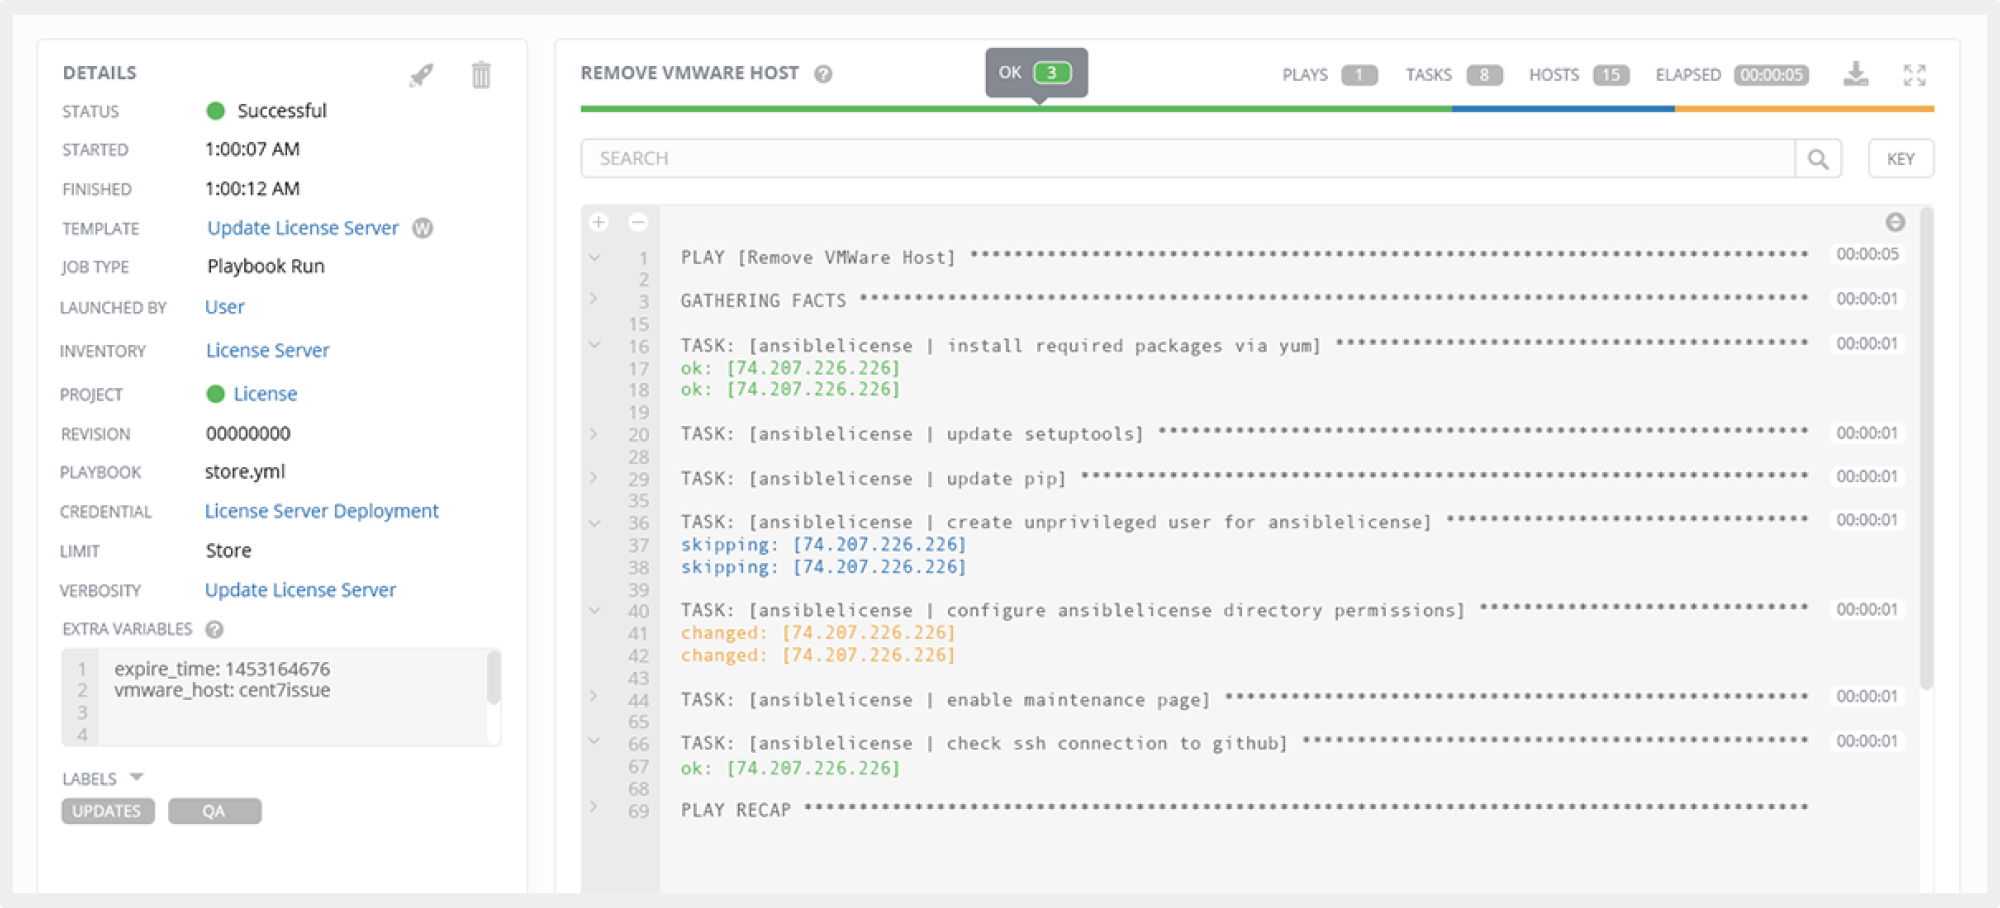 DETAILS
STATUS Successful
STARTED 1:00:07 AM
FINISHED 1:00:12 AM
TEMPLATE Update License Server W
JOB TYPE Playbook Run
LAUNCHED BY User
INVENTORY License Server
PROJECT License
REVISION 00000000
PLAYBOOK store.yml
CREDENTIAL License Server Deployment
LIMIT Store
VERBOSITY Update License Server
EXTRA VARIABLES ?
1 expire_time: 1453164676
2 vmware_host: cent7issue
3
4
LABELS
UPDATES QA
REMOVE VMWARE HOST ? OK 3 PLAYS 1 TASKS 8 HOSTS 15 ELAPSED 00:00:05
SEARCH KEY
1 PLAY [Remove VMWare Host] **************************************************************************** 00:00:05
2
3 GATHERING FACTS ************************************************************************************** 00:00:01
15
16 TASK: [ansiblelicense | install required packages via yum] ******************************************* 00:00:01
17 ok: [74.207.226.226]
18 ok: [74.207.226.226]
19
20 TASK: [ansiblelicense | update setuptools] *********************************************************** 00:00:01
28
29 TASK: [ansiblelicense | update pip] ****************************************************************** 00:00:01
35
36 TASK: [ansiblelicense | create unprivileged user for ansiblelicense] ********************************* 00:00:01
37 skipping: [74.207.226.226]
38 skipping: [74.207.226.226]
39
40 TASK: [ansiblelicense | configure ansiblelicense directory permissions] ****************************** 00:00:01
41 changed: [74.207.226.226]
42 changed: [74.207.226.226]
43
44 TASK: [ansiblelicense | enable maintenance page] ***************************************************** 00:00:01
65
66 TASK: [ansiblelicense | check ssh connection to github] ********************************************** 00:00:01
67 ok: [74.207.226.226]
68
69 PLAY RECAP *******************************************************************************************